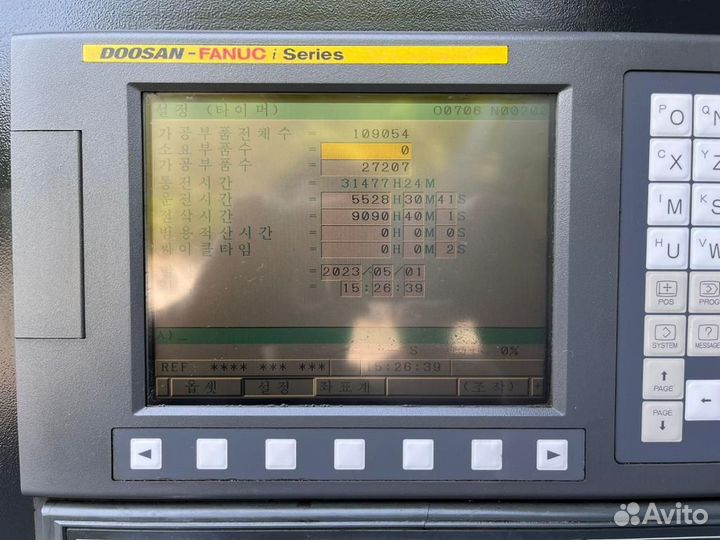 DOOSAN-FANUC i Series
설정 (타이머) O0706 N00200
가공부품전체수 = 109054
소요부품수 = 0
가공부품수 = 27207
통전시간 = 31477H24M
운전시간 = 5528H30M41S
절삭시간 = 9090H40M 1S
범용적산시간 = 0H 0M 0S
싸이클타임 = 0H 0M 2S
= 2023/05/01
= 15:26:39
A)_
S 0%
REF **** *** *** 15:26:39
옵셋 설정 좌표계 (조작) +
P O
C X
I M
H U W
POS PROG
SYSTEM MESSAGE
PAGE
PAGE
Avito